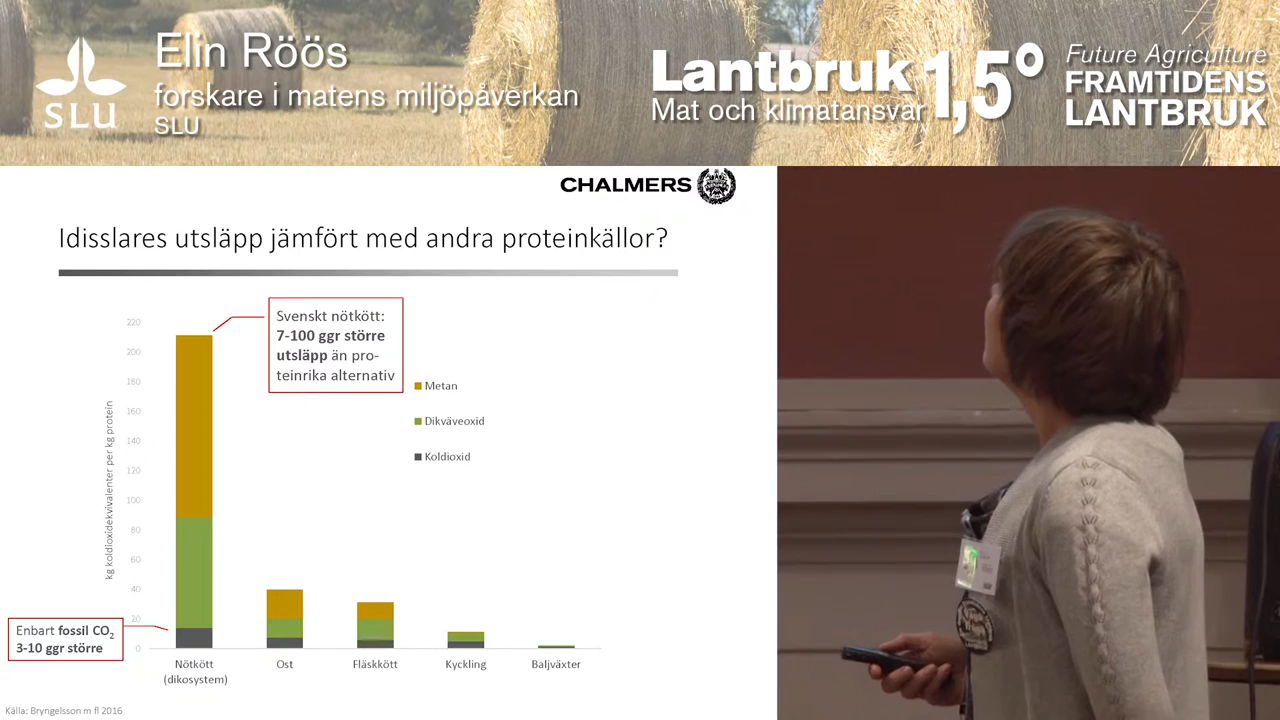 SLU
Elin Röös
forskare i matens miljöpåverkan
SLU
Lantbruk 1,5°
Mat och klimatansvar
Future Agriculture
FRAMTIDENS
LANTBRUK
CHALMERS
Idisslares utsläpp jämfört med andra proteinkällor?
Svenskt nötkött:
7-100 ggr större
utsläpp än pro-
teinrika alternativ
kg koldioxidekvivalenter per kg protein
220
200
180
160
140
120
100
80
60
40
20
0
Metan
Dikväveoxid
Koldioxid
Enbart fossil CO₂
3-10 ggr större
Nötkött
(dikosystem)
Ost
Fläskkött
Kyckling
Baljväxter
Källa: Bryngelsson m fl 2016